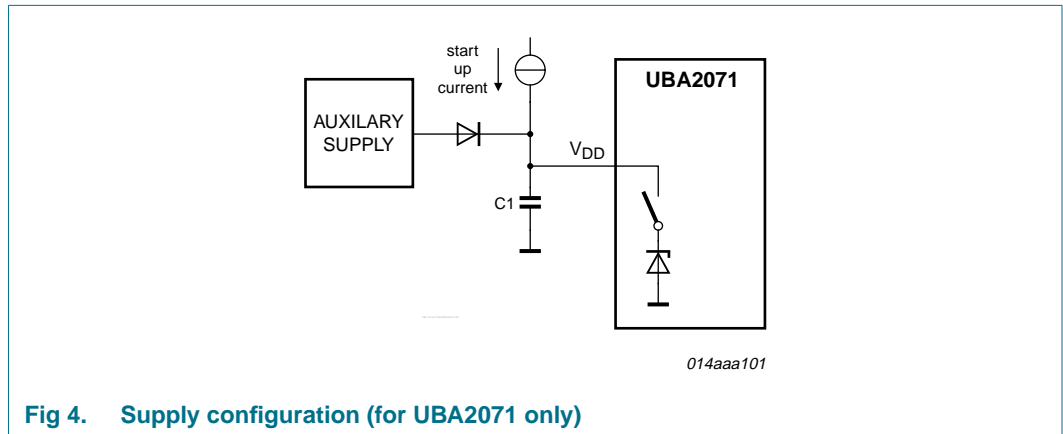 start
up
current
AUXILARY
SUPPLY
UBA2071
VDD
C1
014aaa101
Fig 4. Supply configuration (for UBA2071 only)